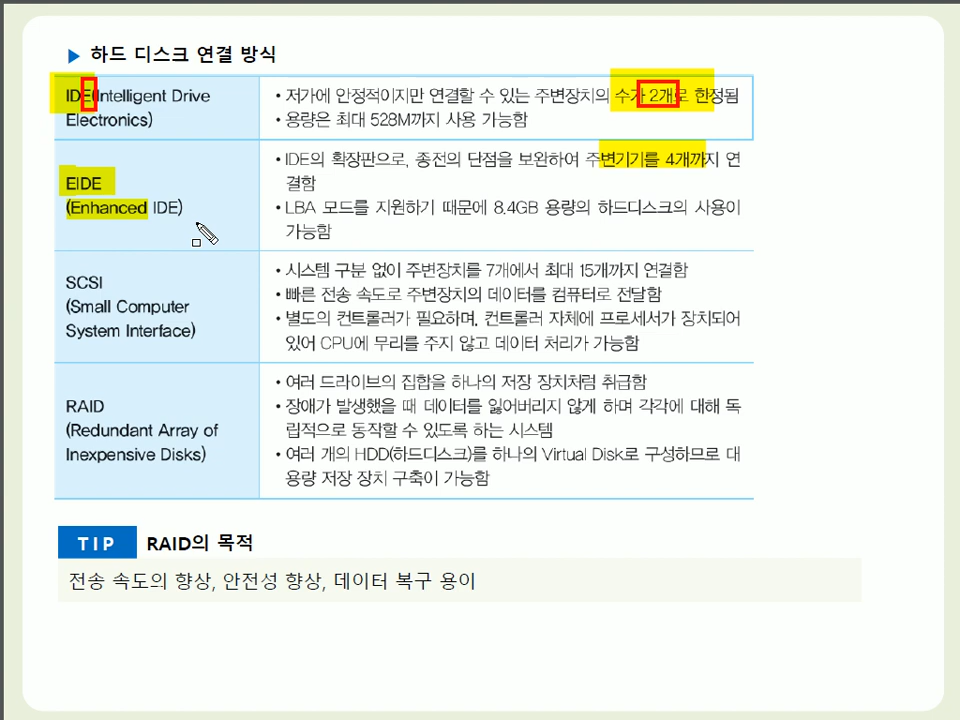 ▶ 하드 디스크 연결 방식
IDE(Intelligent Drive
Electronics)
• 저가에 안정적이지만 연결할 수 있는 주변장치의 수가 2개로 한정됨
• 용량은 최대 528M까지 사용 가능함
EIDE
(Enhanced IDE)
• IDE의 확장판으로, 종전의 단점을 보완하여 주변기기를 4개까지 연
결함
• LBA 모드를 지원하기 때문에 8.4GB 용량의 하드디스크의 사용이
가능함
SCSI
(Small Computer
System Interface)
• 시스템 구분 없이 주변장치를 7개에서 최대 15개까지 연결함
• 빠른 전송 속도로 주변장치의 데이터를 컴퓨터로 전달함
• 별도의 컨트롤러가 필요하며, 컨트롤러 자체에 프로세서가 장치되어
있어 CPU에 무리를 주지 않고 데이터 처리가 가능함
RAID
(Redundant Array of
Inexpensive Disks)
• 여러 드라이브의 집합을 하나의 저장 장치처럼 취급함
• 장애가 발생했을 때 데이터를 잃어버리지 않게 하며 각각에 대해 독
립적으로 동작할 수 있도록 하는 시스템
• 여러 개의 HDD(하드디스크)를 하나의 Virtual Disk로 구성하므로 대
용량 저장 장치 구축이 가능함
TIP RAID의 목적
전송 속도의 향상, 안전성 향상, 데이터 복구 용이